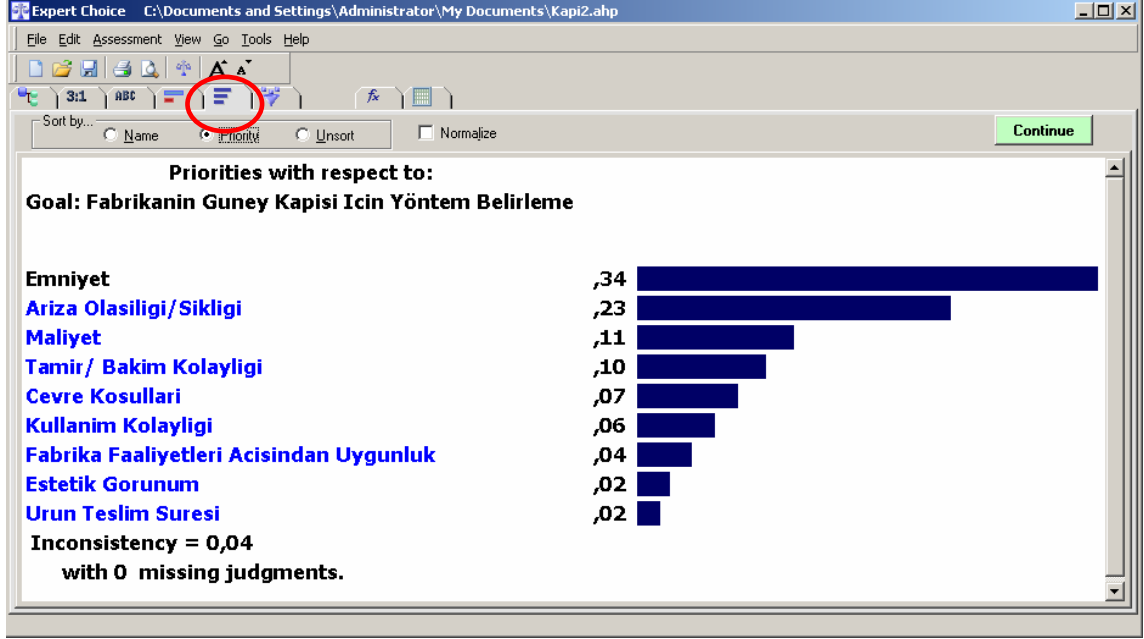 Expert Choice C:\Documents and Settings\Administrator\My Documents\Kapi2.ahp
File Edit Assessment View Go Tools Help
3:1 ABC fx
Sort by... Name Priority Unsort Normalize Continue
Priorities with respect to:
Goal: Fabrikanin Guney Kapisi Icin Yöntem Belirleme
Emniyet ,34
Ariza Olasiligi/Sikligi ,23
Maliyet ,11
Tamir/ Bakim Kolayligi ,10
Cevre Kosullari ,07
Kullanim Kolayligi ,06
Fabrika Faaliyetleri Acisindan Uygunluk ,04
Estetik Gorunum ,02
Urun Teslim Suresi ,02
Inconsistency = 0,04
with 0 missing judgments.